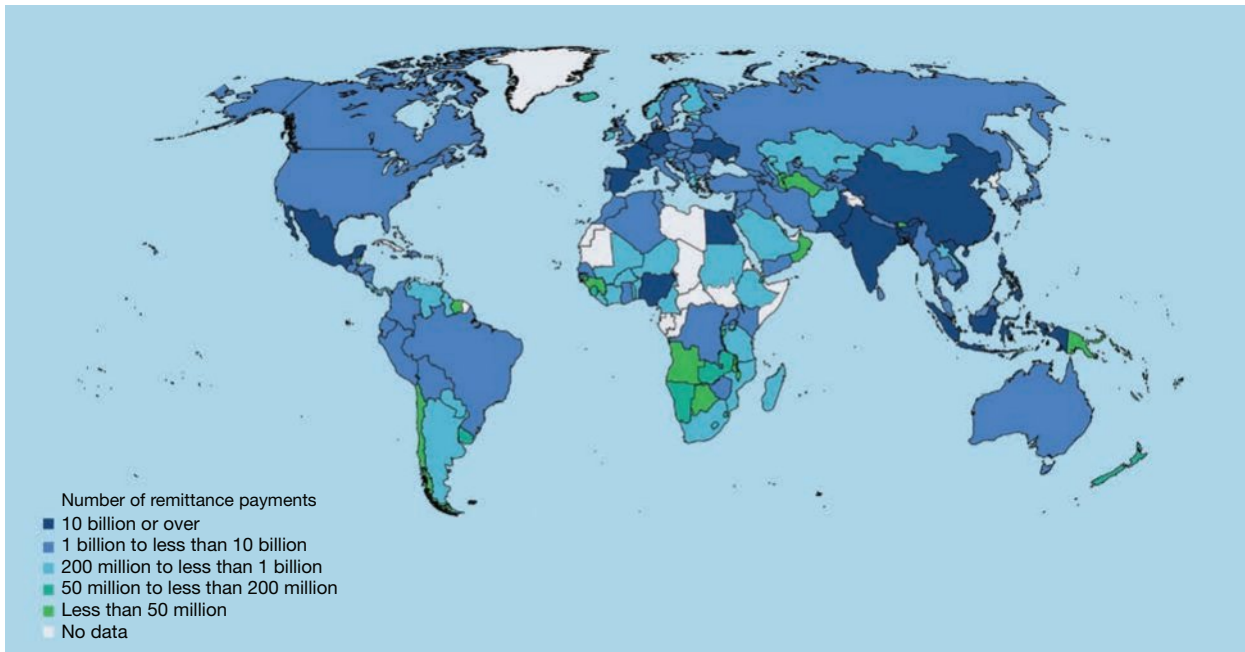 Number of remittance payments
10 billion or over
1 billion to less than 10 billion
200 million to less than 1 billion
50 million to less than 200 million
Less than 50 million
No data